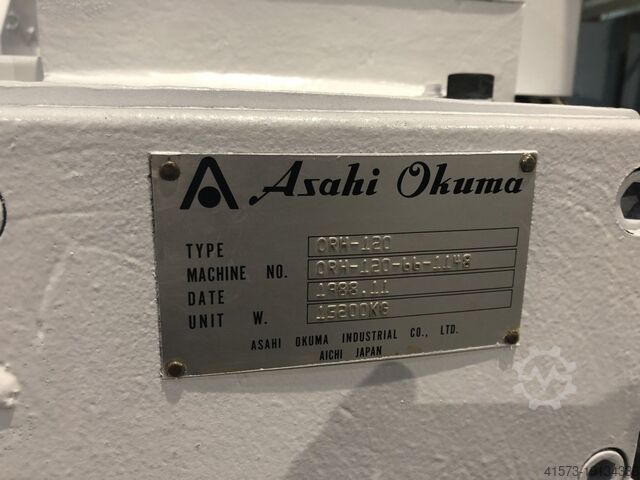 Asahi Okuma
TYPE ORH-120
MACHINE NO. ORH-120-66-1148
DATE 1988.11
UNIT W.
ASAHI OKUMA INDUSTRIAL CO., LTD.
AICHI JAPAN